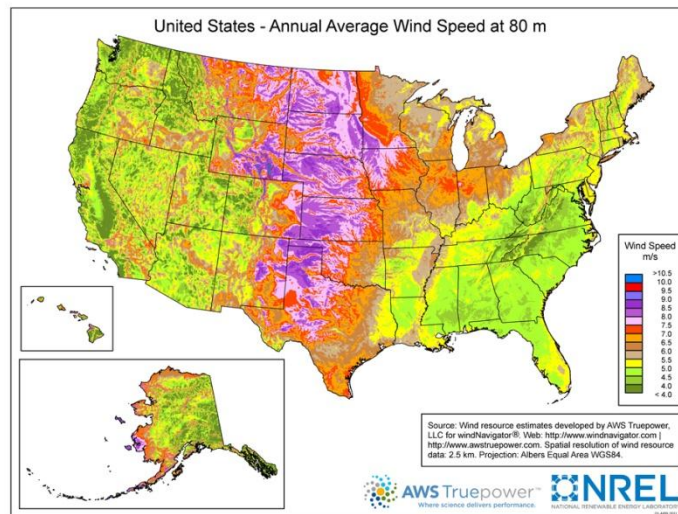 United States - Annual Average Wind Speed at 80 m
Wind Speed
m/s
>10.5
10.0
9.5
9.0
8.5
8.0
7.5
7.0
6.5
6.0
5.5
5.0
4.5
4.0
< 4.0
Source: Wind resource estimates developed by AWS Truepower,
LLC for windNavigator®. Web: http://www.windnavigator.com |
http://www.awstruepower.com. Spatial resolution of wind resource
data: 2.5 km. Projection: Albers Equal Area WGS84.
AWS Truepower™
Where science delivers performance.
NREL
NATIONAL RENEWABLE ENERGY LABORATORY